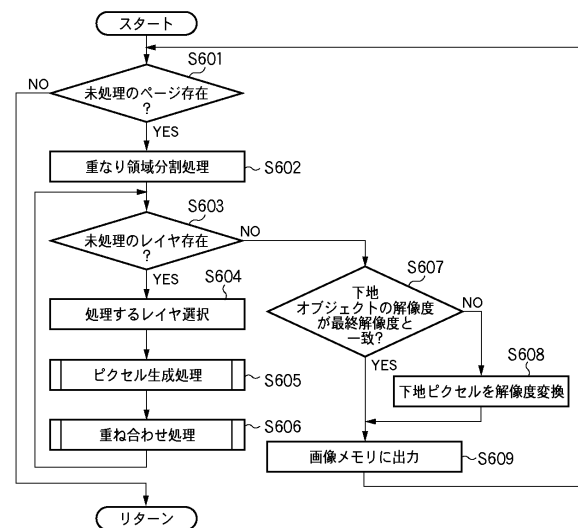 スタート
S601
NO
未処理のページ存在
?
YES
重なり領域分割処理
S602
S603
未処理のレイヤ存在
?
NO
YES
S604
処理するレイヤ選択
ピクセル生成処理
S605
重ね合わせ処理
S606
S607
下地
オブジェクトの解像度
が最終解像度と
一致?
NO
YES
S608
下地ピクセルを解像度変換
画像メモリに出力
S609
リターン